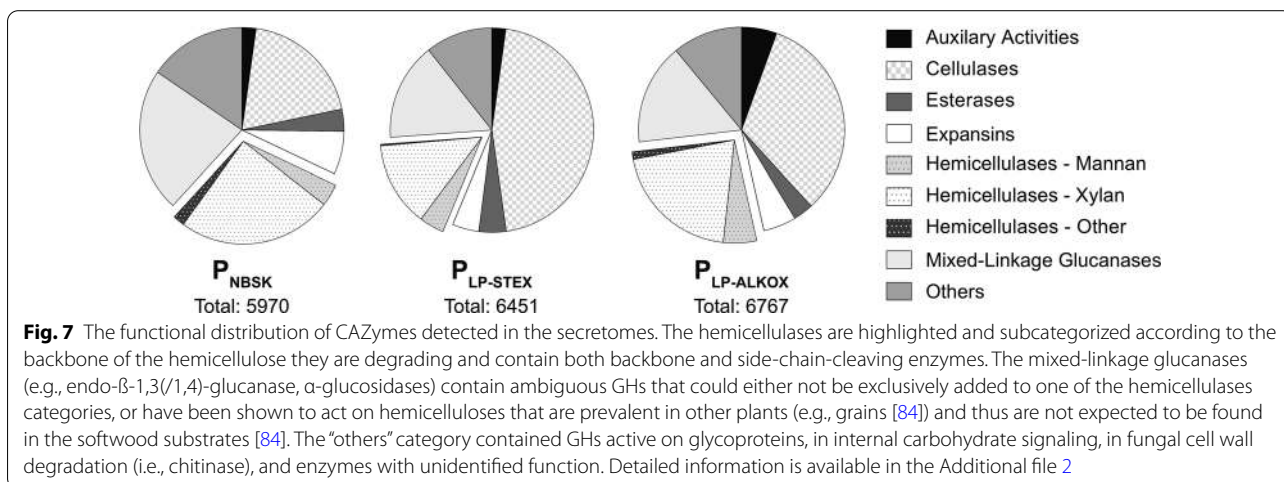 Auxilary Activities
Cellulases
Esterases
Expansins
Hemicellulases - Mannan
Hemicellulases - Xylan
Hemicellulases - Other
Mixed-Linkage Glucanases
Others
P NBSK
Total: 5970
P LP-STEX
Total: 6451
P LP-ALKOX
Total: 6767
Fig. 7 The functional distribution of CAZymes detected in the secretomes. The hemicellulases are highlighted and subcategorized according to the
backbone of the hemicellulose they are degrading and contain both backbone and side-chain-cleaving enzymes. The mixed-linkage glucanases
(e.g., endo-ß-1,3(/1,4)-glucanase, α-glucosidases) contain ambiguous GHs that could either not be exclusively added to one of the hemicellulases
categories, or have been shown to act on hemicelluloses that are prevalent in other plants (e.g., grains [84]) and thus are not expected to be found
in the softwood substrates [84]. The “others” category contained GHs active on glycoproteins, in internal carbohydrate signaling, in fungal cell wall
degradation (i.e., chitinase), and enzymes with unidentified function. Detailed information is available in the Additional file 2